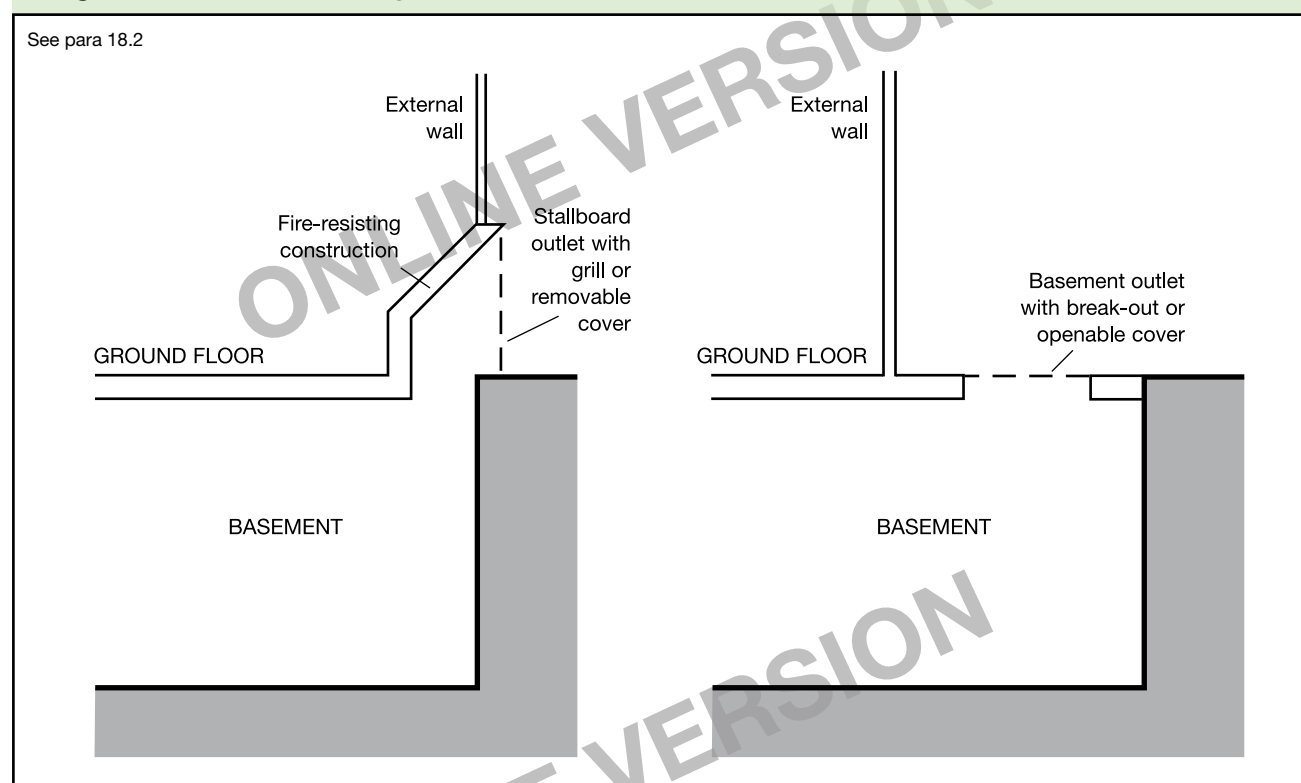 See para 18.2
External
wall
Fire-resisting
construction
Stallboard
outlet with
grill or
removable
cover
GROUND FLOOR
BASEMENT
External
wall
Basement outlet
with break-out or
openable cover
GROUND FLOOR
BASEMENT
ONLINE VERSION
ONLINE VERSION